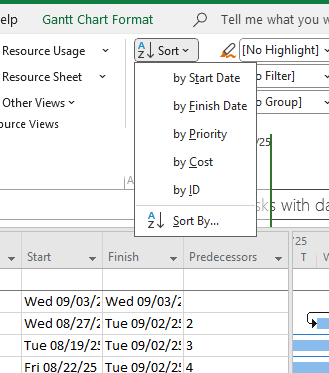 elp Gantt Chart Format Tell me what you w
Resource Usage Sort [No Highlight]
Resource Sheet by Start Date Filter]
Other Views by Finish Date Group]
ource Views by Priority /25
by Cost
by ID
Sort By... sks with da
Start Finish Predecessors '25
T W
Wed 09/03/2 Wed 09/03/2
Wed 08/27/2 Tue 09/02/25 2
Tue 08/19/25 Tue 09/02/25 3
Fri 08/22/25 Tue 09/02/25 4